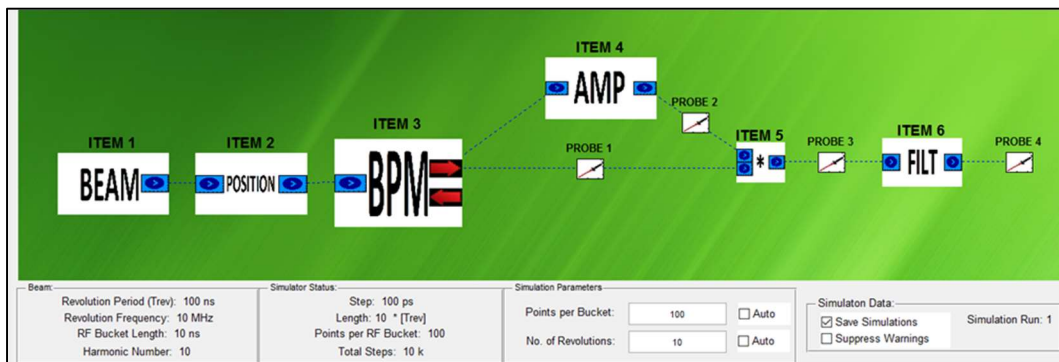 ITEM 4
AMP
PROBE 2
ITEM 1
ITEM 2
ITEM 3
PROBE 1
ITEM 5
PROBE 3
ITEM 6
PROBE 4
BEAM
POSITION
BPM
*
FILT
Beam:
Revolution Period (Trev): 100 ns
Revolution Frequency: 10 MHz
RF Bucket Length: 10 ns
Harmonic Number: 10
Simulator Status:
Step: 100 ps
Length: 10 * [Trev]
Points per RF Bucket: 100
Total Steps: 10 k
Simulation Parameters
Points per Bucket: 100 Auto
No. of Revolutions: 10 Auto
Simulaton Data:
Save Simulations Simulation Run: 1
Suppress Warnings